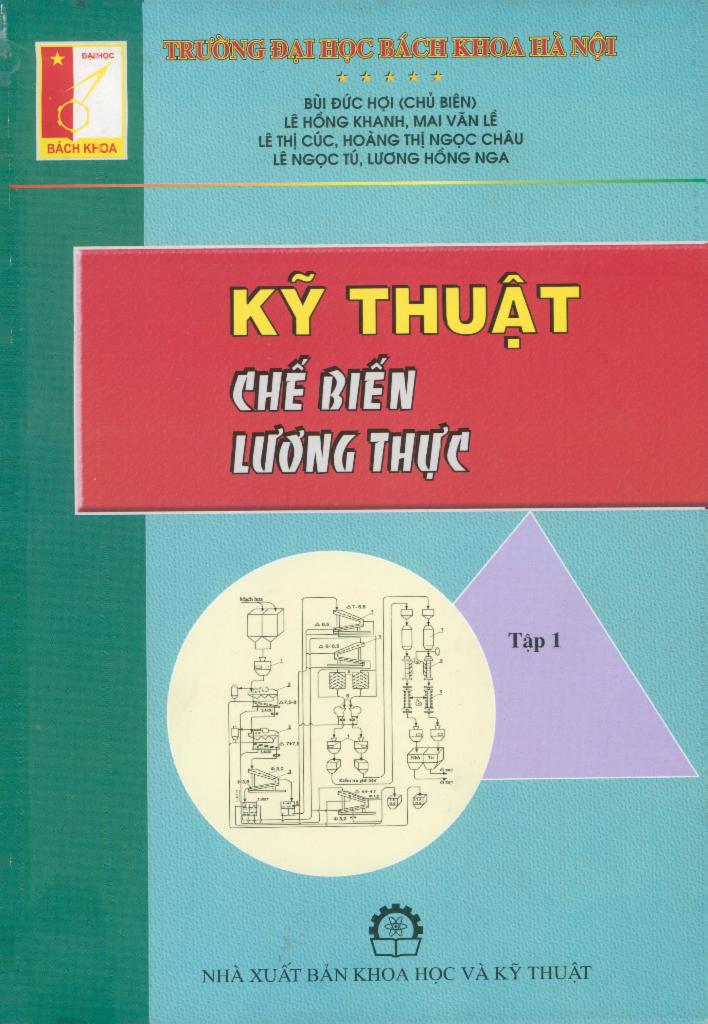 ĐẠI HỌC
BÁCH KHOA
TRƯỜNG ĐẠI HỌC BÁCH KHOA HÀ NỘI
BÙI ĐỨC HỢI (CHỦ BIÊN)
LÊ HỒNG KHANH, MAI VĂN LỀ
LÊ THỊ CÚC, HOÀNG THỊ NGỌC CHÂU
LÊ NGỌC TÚ, LƯƠNG HỒNG NGA
KỸ THUẬT
CHẾ BIẾN
LƯƠNG THỰC
Tập 1
NHÀ XUẤT BẢN KHOA HỌC VÀ KỸ THUẬT